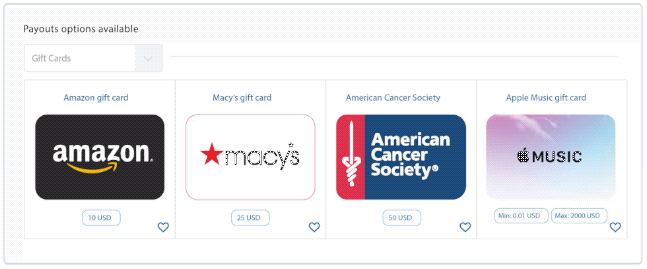 Payouts options available
Gift Cards
Amazon gift card
Macy's gift card
American Cancer Society
Apple Music gift card
amazon.
macy's
American
Cancer
Society®
MUSIC
10 USD
25 USD
50 USD
Min: 0.01 USD
Max: 2000 USD